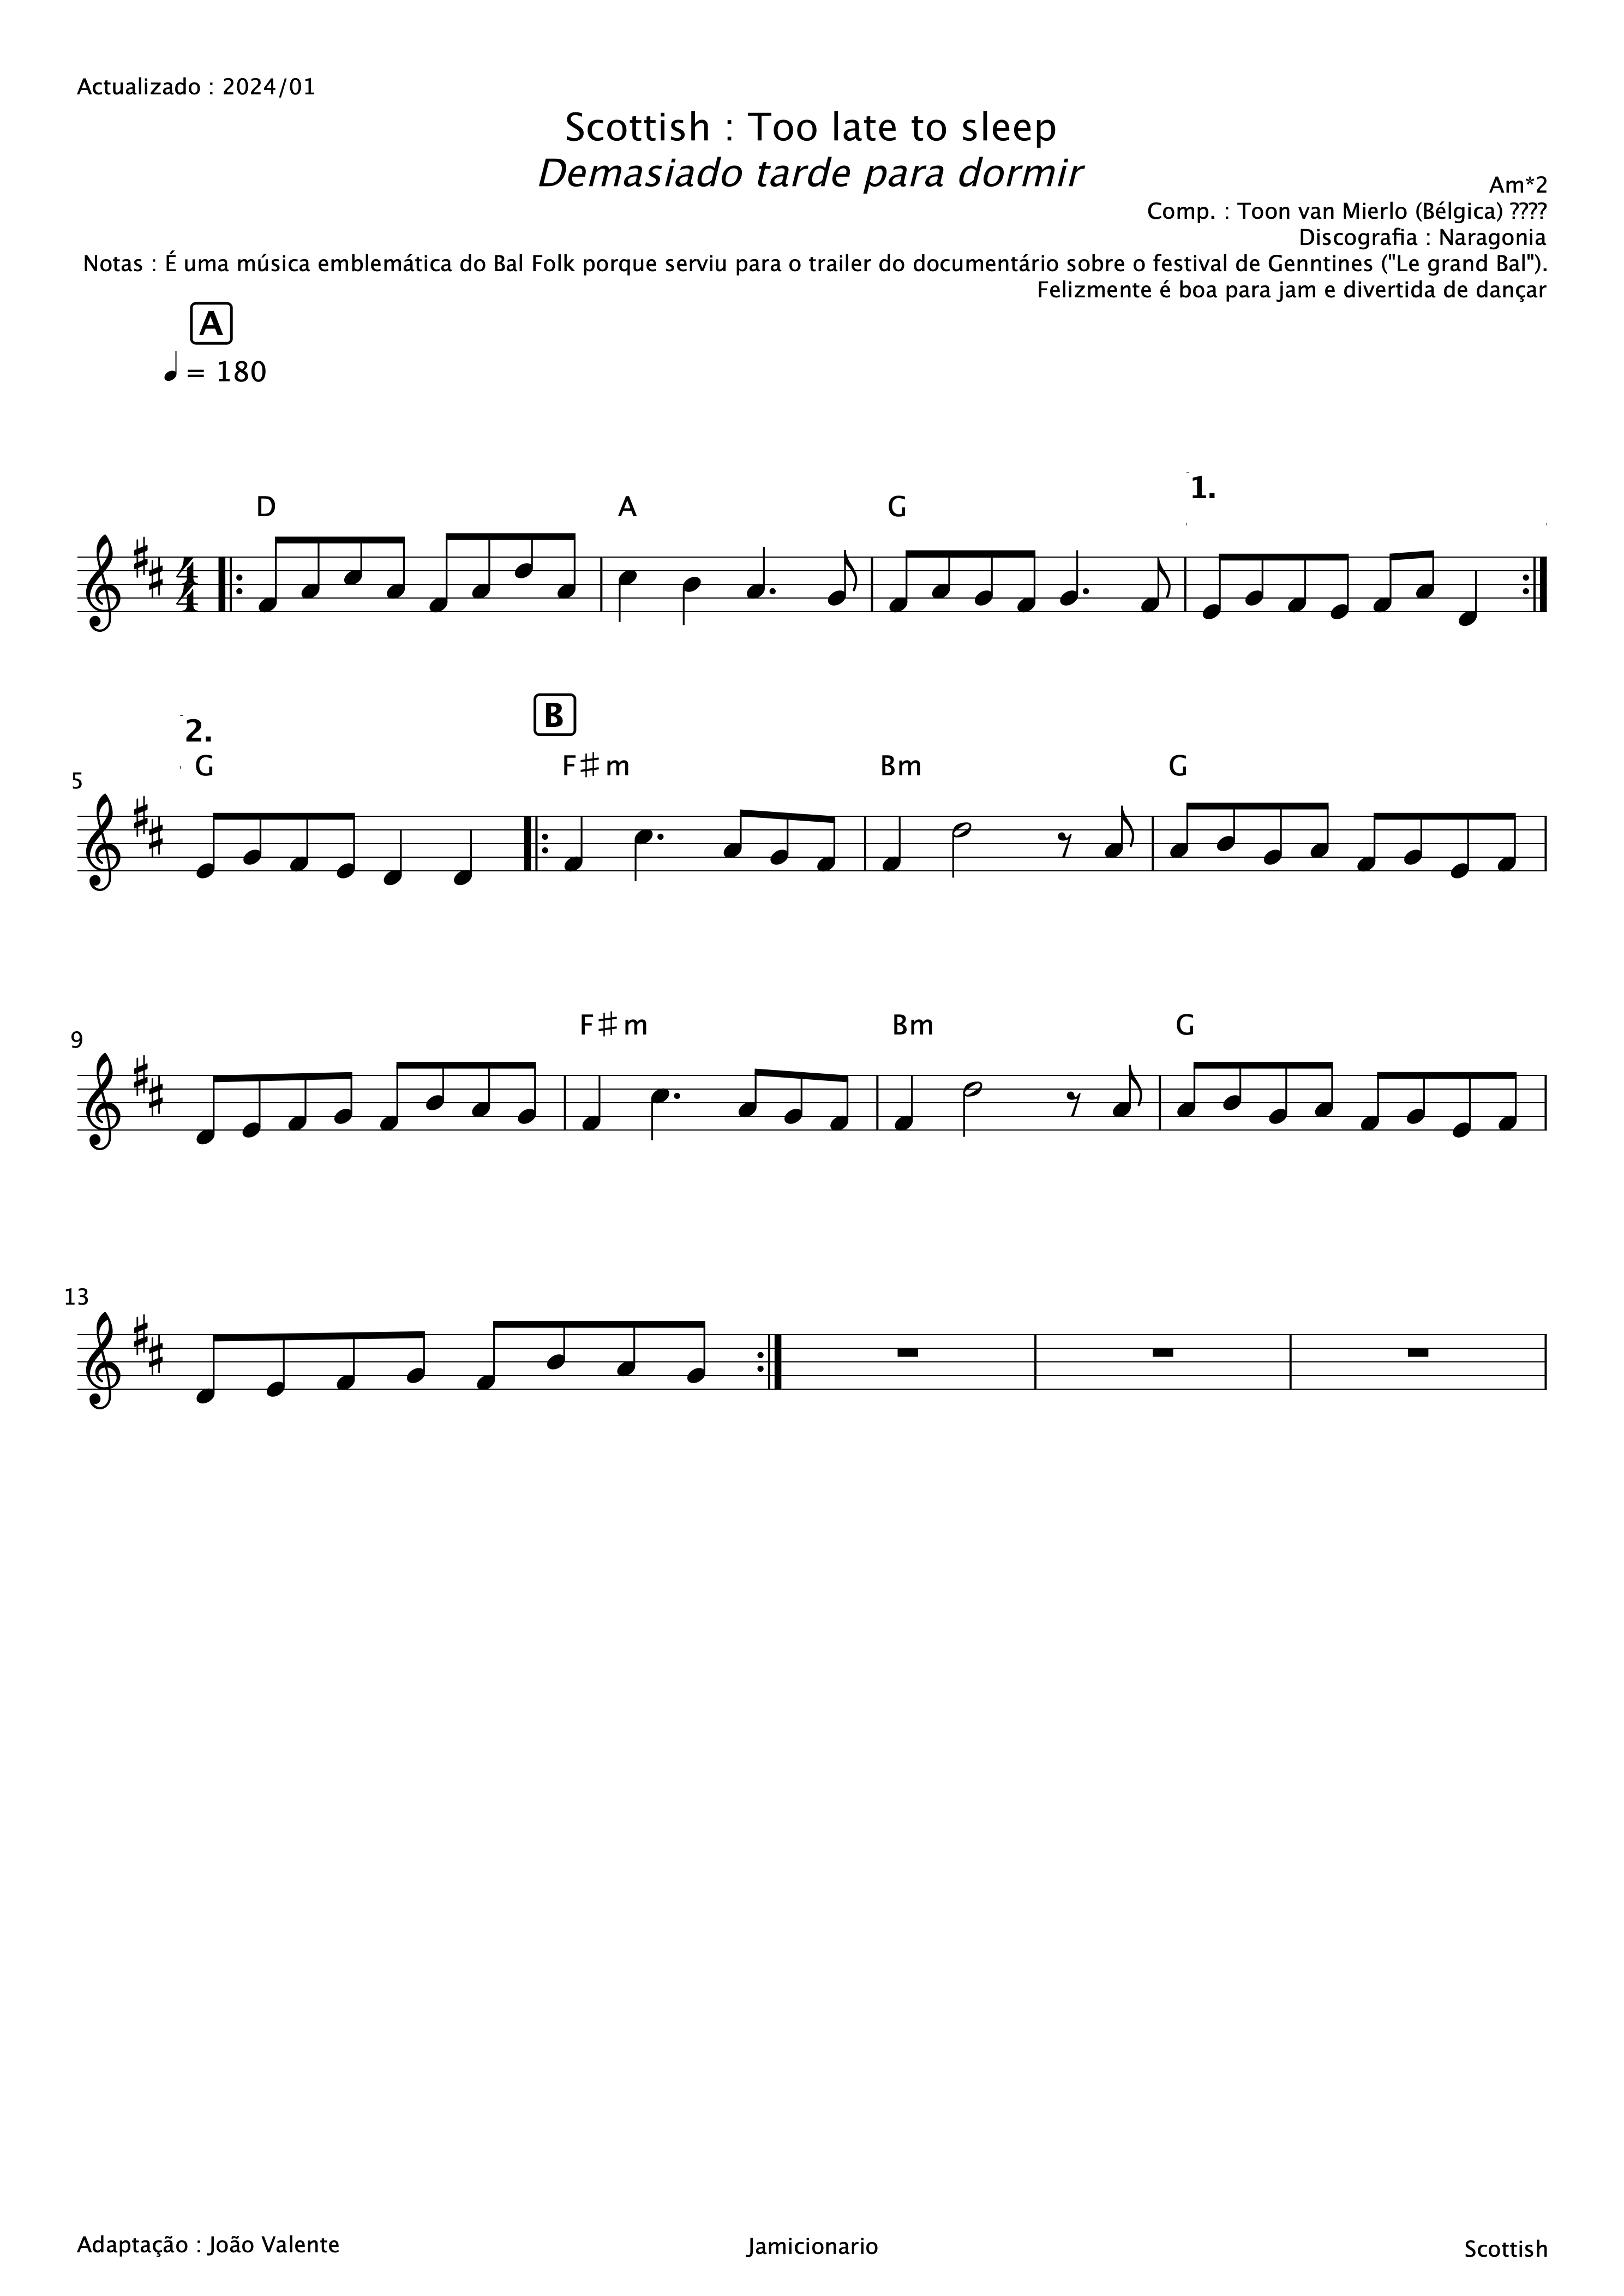 Actualizado : 2024/01
Scottish : Too late to sleep
Demasiado tarde para dormir
Am*2
Comp. : Toon van Mierlo (Bélgica) ????
Discografia : Naragonia
Notas : É uma música emblemática do Bal Folk porque serviu para o trailer do documentário sobre o festival de Genntines ("Le grand Bal").
Felizmente é boa para jam e divertida de dançar
A
= 180
1.
D A G
4
4
2.
B
G F♯m Bm G
5
F♯m Bm G
9
13
Adaptação : João Valente
Jamicionario
Scottish